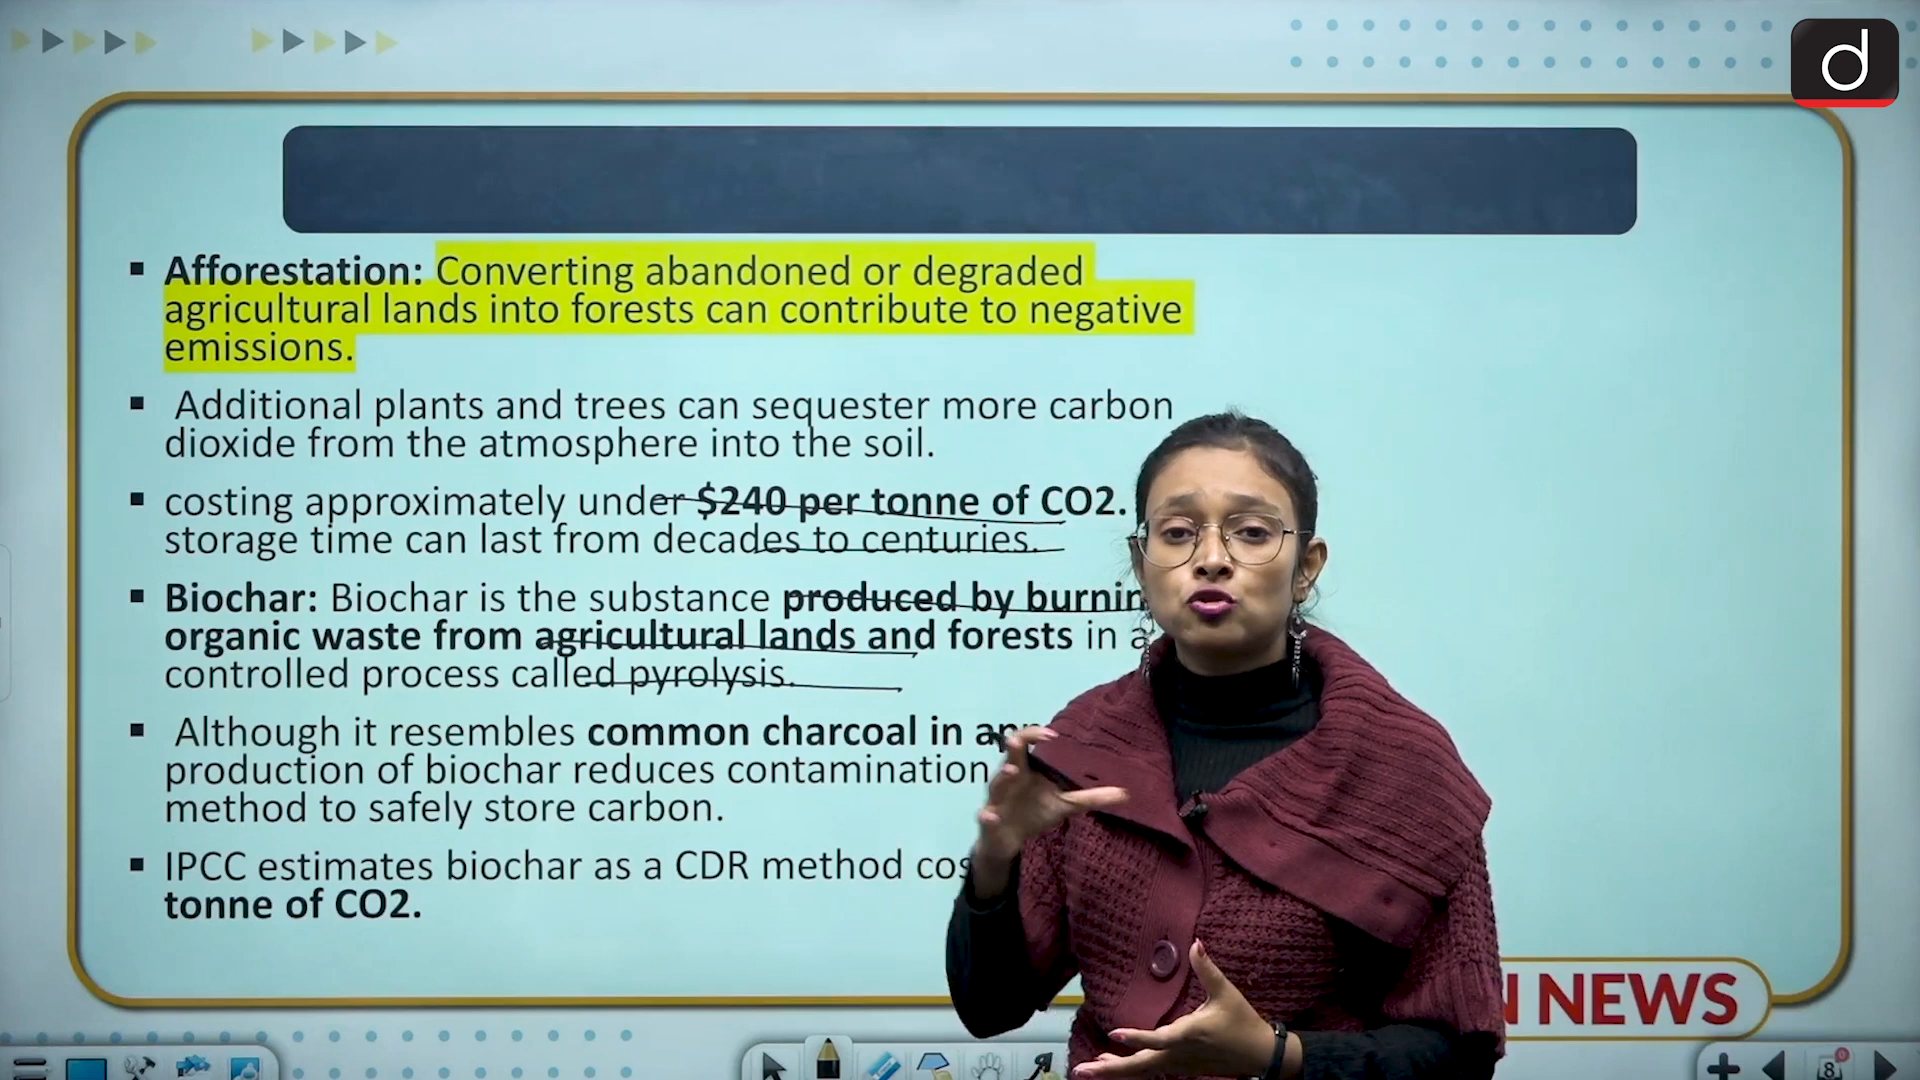 d
Afforestation: Converting abandoned or degraded
agricultural lands into forests can contribute to negative
emissions.
Additional plants and trees can sequester more carbon
dioxide from the atmosphere into the soil.
costing approximately under $240 per tonne of CO2.
storage time can last from decades to centuries.
Biochar: Biochar is the substance produced by burnin
organic waste from agricultural lands and forests in a
controlled process called pyrolysis.
Although it resembles common charcoal in app
production of biochar reduces contamination
method to safely store carbon.
IPCC estimates biochar as a CDR method cos
tonne of CO2.
N NEWS
8